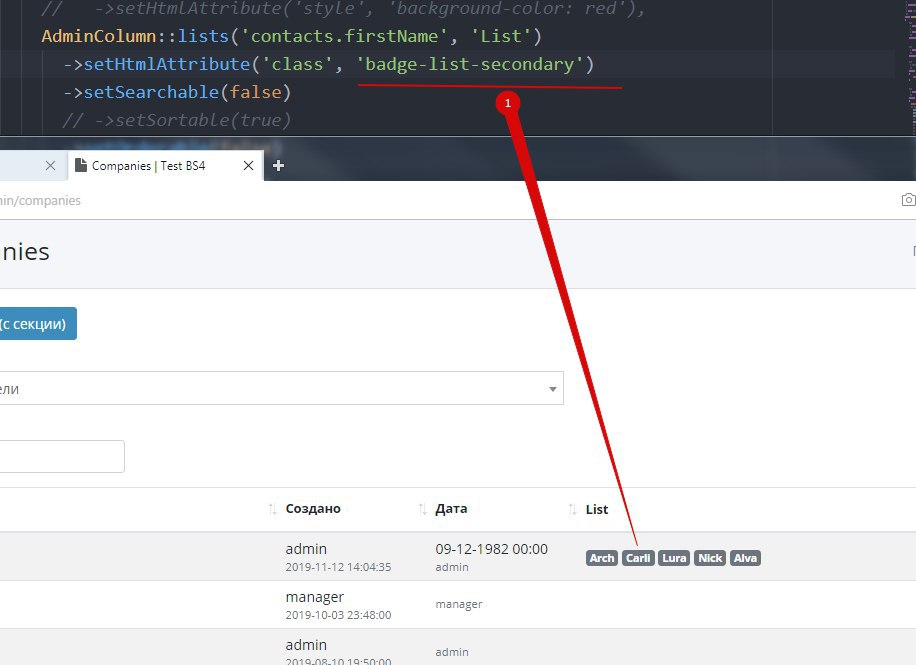 //   ->setHtmlAttribute('style', 'background-color: red'),
AdminColumn::lists('contacts.firstName', 'List')
->setHtmlAttribute('class', 'badge-list-secondary')
->setSearchable(false)
// ->setSortable(true)
1
Companies | Test BS4
in/companies
nies
(с секции)
ели
Создано Дата List
admin 09-12-1982 00:00 Arch Carli Lura Nick Alva
2019-11-12 14:04:35 admin
manager manager
2019-10-03 23:48:00
admin admin
2019-08-10 19:50:00